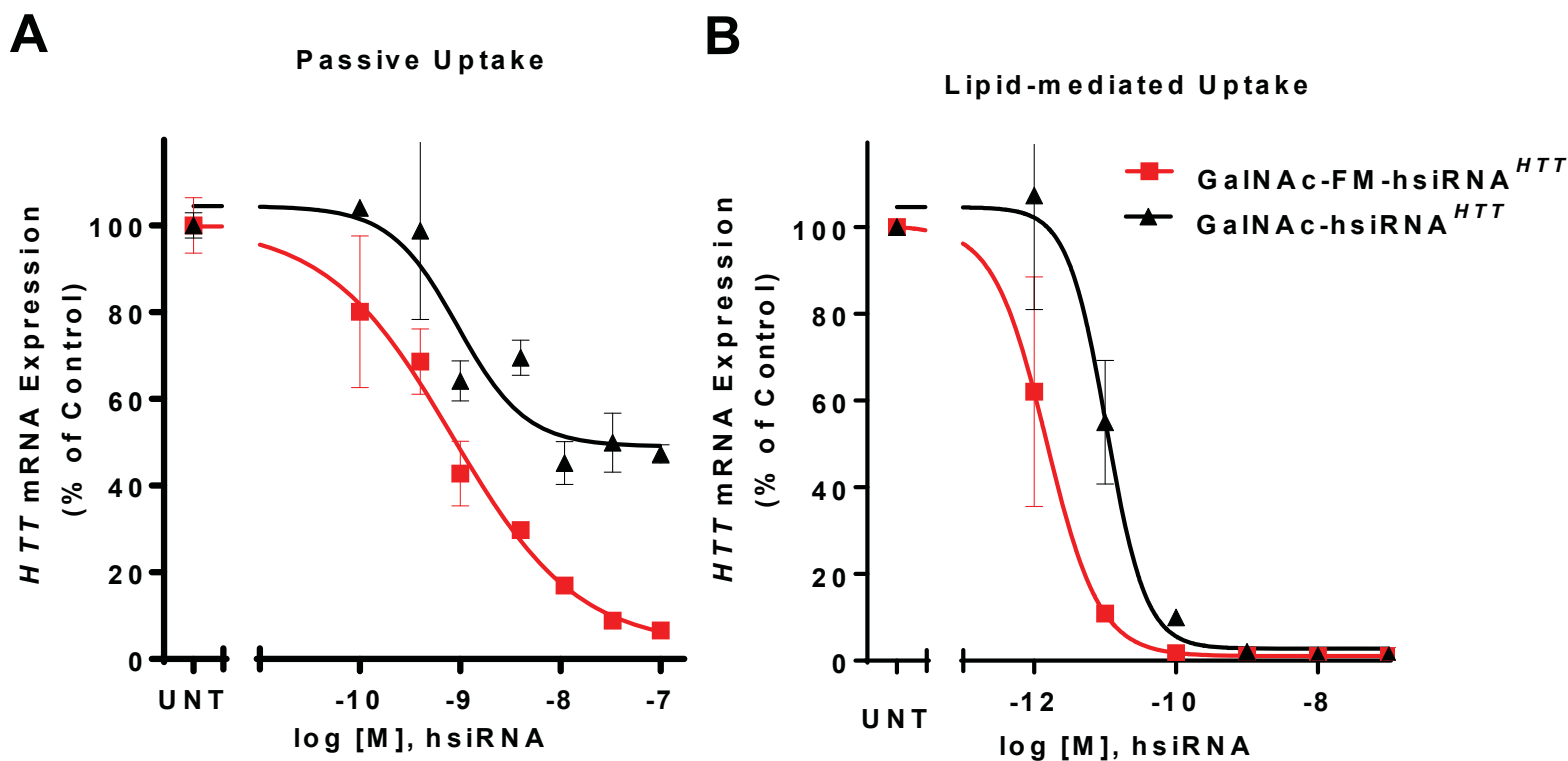 A
Passive Uptake
HTT mRNA Expression
(% of Control)
100
80
60
40
20
0
UNT
-10
-9
-8
-7
log [M], hsiRNA
B
Lipid-mediated Uptake
GalNAc-FM-hsiRNA^HTT
GalNAc-hsiRNA^HTT
HTT mRNA Expression
(% of Control)
100
80
60
40
20
0
UNT
-12
-10
-8
log [M], hsiRNA